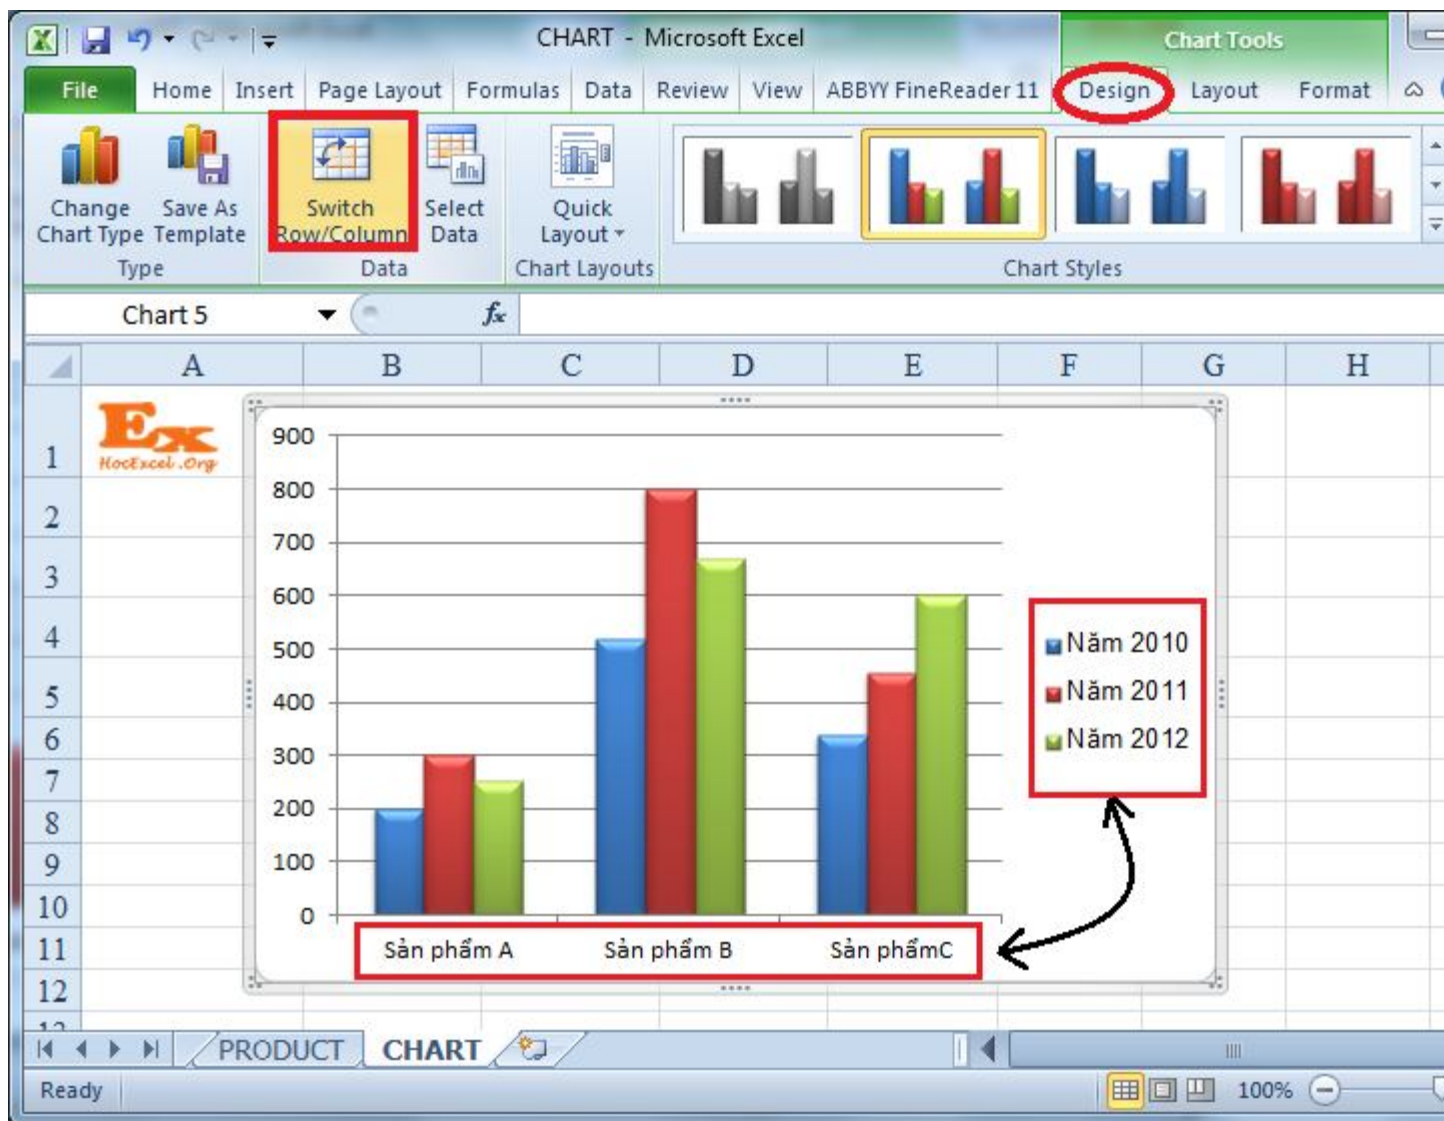 CHART - Microsoft Excel
Chart Tools
File Home Insert Page Layout Formulas Data Review View ABBYY FineReader 11 Design Layout Format
Change Chart Type
Save As Template
Switch Row/Column
Select Data
Quick Layout
Type Data Chart Layouts Chart Styles
Chart 5 fx
A B C D E F G H
Ex
HocExcel.Org
1
2
3
4
5
6
7
8
9
10
11
12
13
900
800
700
600
500
400
300
200
100
0
Năm 2010
Năm 2011
Năm 2012
Sản phẩm A Sản phẩm B Sản phẩmC
PRODUCT CHART
Ready 100%